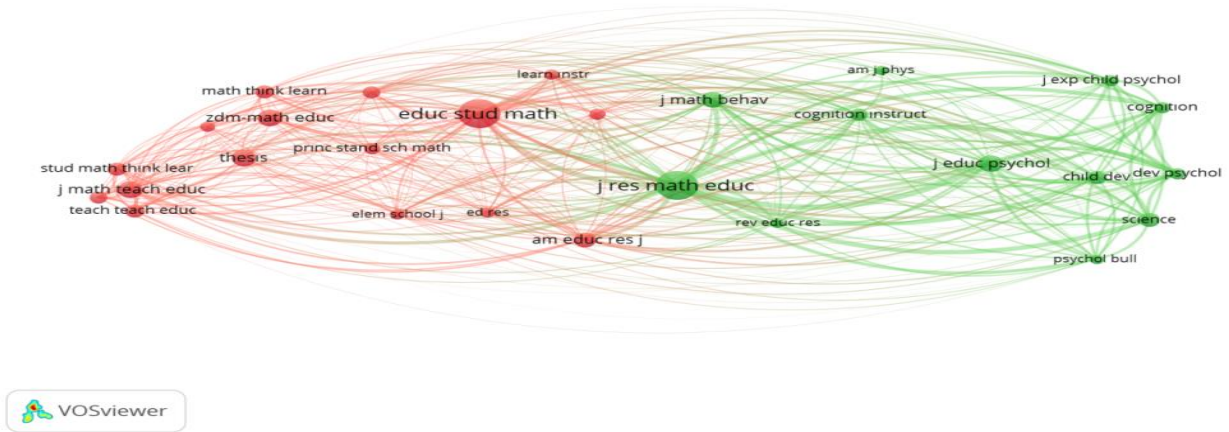 learn instr
am j phys
j exp child psychol
math think learn
j math behav
cognition
educ stud math
cognition instruct
zdm-math educ
princ stand sch math
thesis
j educ psychol
stud math think lear
child dev
dev psychol
j res math educ
j math teach educ
teach teach educ
elem school j
ed res
rev educ res
science
am educ res j
psychol bull
VOSviewer